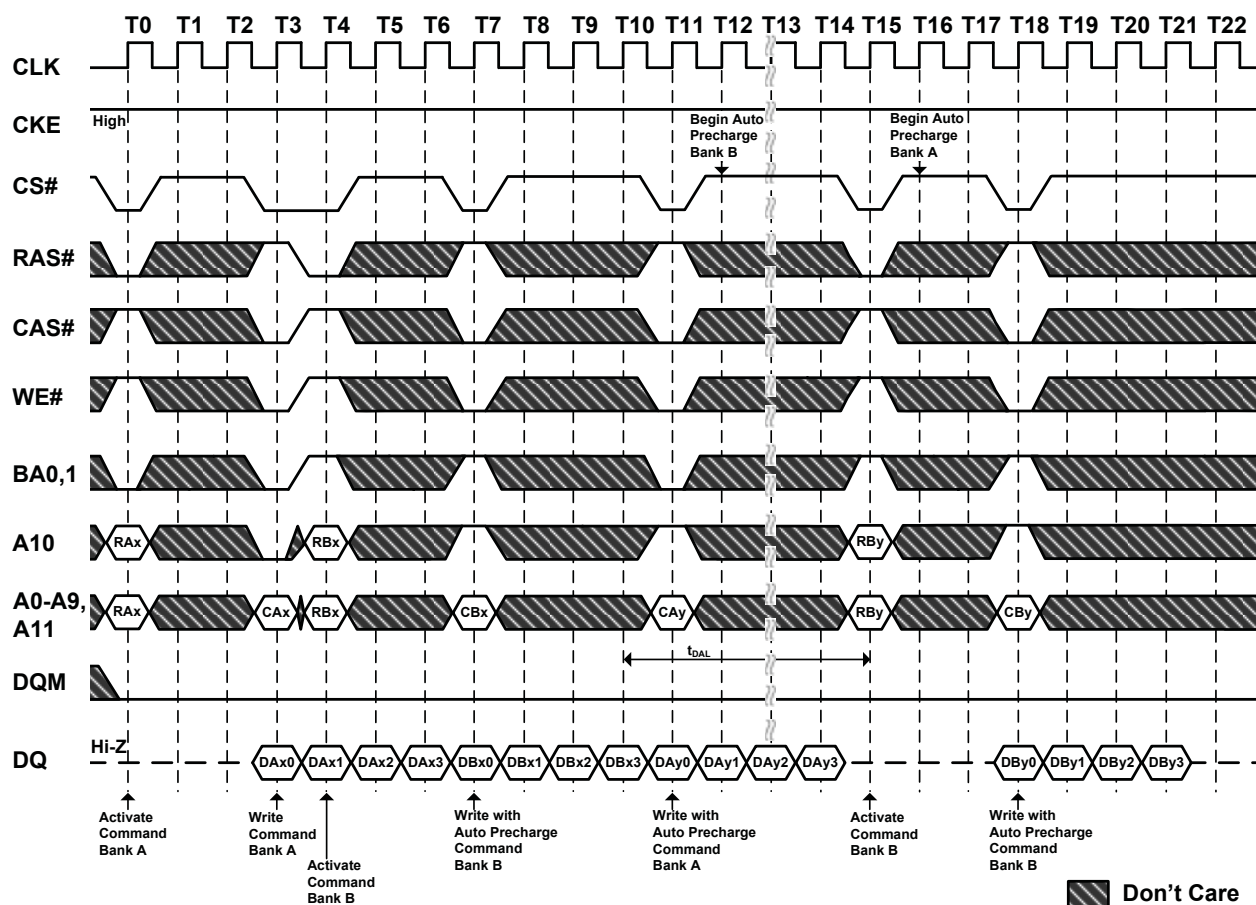 T0 T1 T2 T3 T4 T5 T6 T7 T8 T9 T10 T11 T12 T13 T14 T15 T16 T17 T18 T19 T20 T21 T22
CLK
CKE
High
Begin Auto
Precharge
Bank B
Begin Auto
Precharge
Bank A
CS#
RAS#
CAS#
WE#
BA0,1
A10
RAx RBx RBy
A0-A9,
A11
RAx CAx RBx CBx CAy RBy CBy
tDAL
DQM
DQ
Hi-Z
DAx0 DAx1 DAx2 DAx3 DBx0 DBx1 DBx2 DBx3 DAy0 DAy1 DAy2 DAy3 DBy0 DBy1 DBy2 DBy3
Activate
Command
Bank A
Write
Command
Bank A
Activate
Command
Bank B
Write with
Auto Precharge
Command
Bank B
Write with
Auto Precharge
Command
Bank A
Activate
Command
Bank B
Write with
Auto Precharge
Command
Bank B
Don't Care